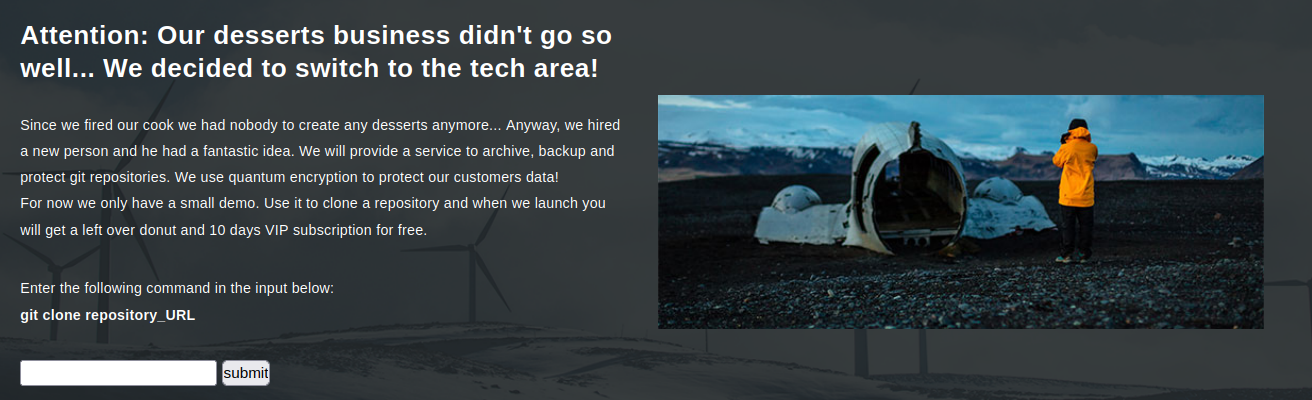 Attention: Our desserts business didn't go so
well... We decided to switch to the tech area!
Since we fired our cook we had nobody to create any desserts anymore... Anyway, we hired
a new person and he had a fantastic idea. We will provide a service to archive, backup and
protect git repositories. We use quantum encryption to protect our customers data!
For now we only have a small demo. Use it to clone a repository and when we launch you
will get a left over donut and 10 days VIP subscription for free.
Enter the following command in the input below:
git clone repository_URL
submit